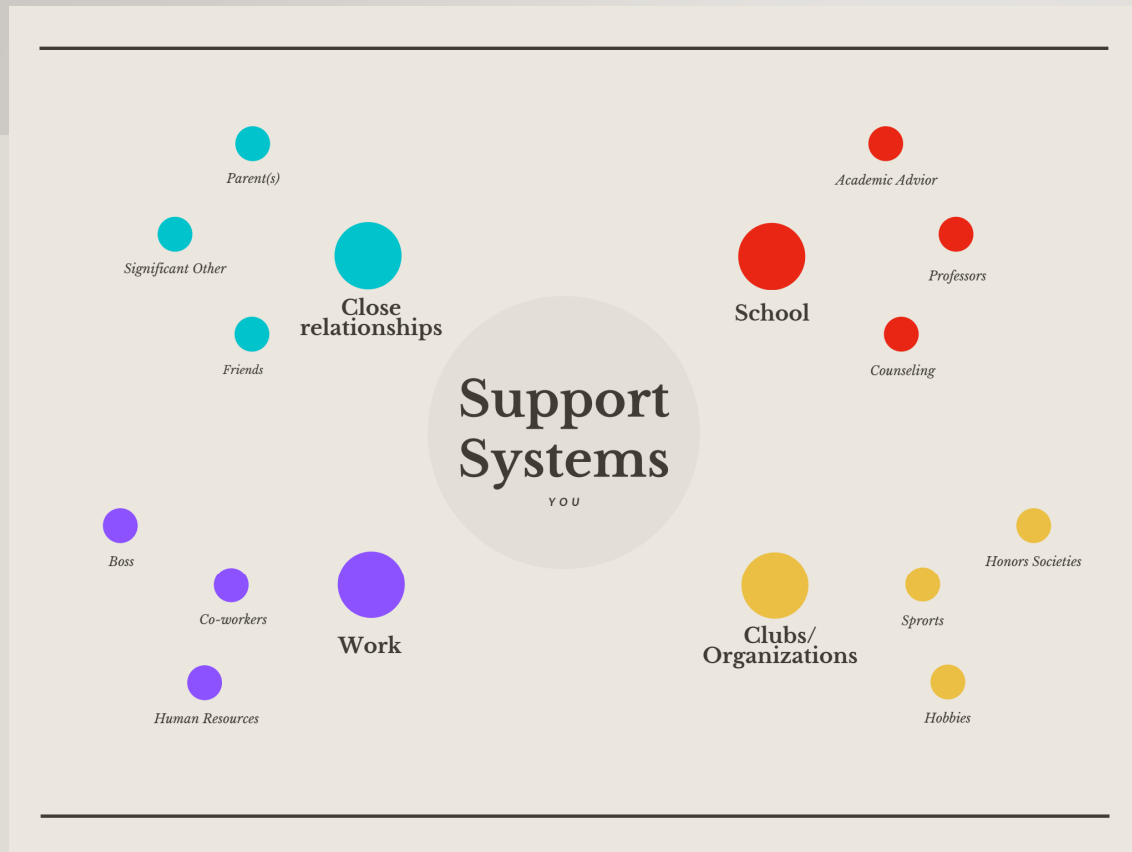 Parent(s)
Significant Other
Friends
Close
relationships
Academic Advior
Professors
Counseling
School
Support
Systems
YOU
Boss
Co-workers
Human Resources
Work
Honors Societies
Sprorts
Hobbies
Clubs/
Organizations